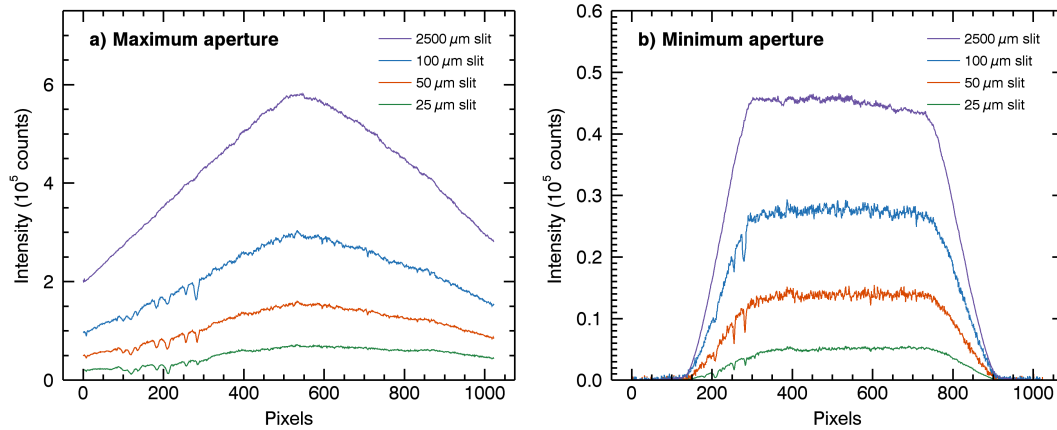 a) Maximum aperture
2500 μm slit
100 μm slit
50 μm slit
25 μm slit
Intensity (10⁵ counts)
6
4
2
0
0 200 400 600 800 1000
Pixels
b) Minimum aperture
2500 μm slit
100 μm slit
50 μm slit
25 μm slit
Intensity (10⁵ counts)
0.6
0.5
0.4
0.3
0.2
0.1
0.0
0 200 400 600 800 1000
Pixels